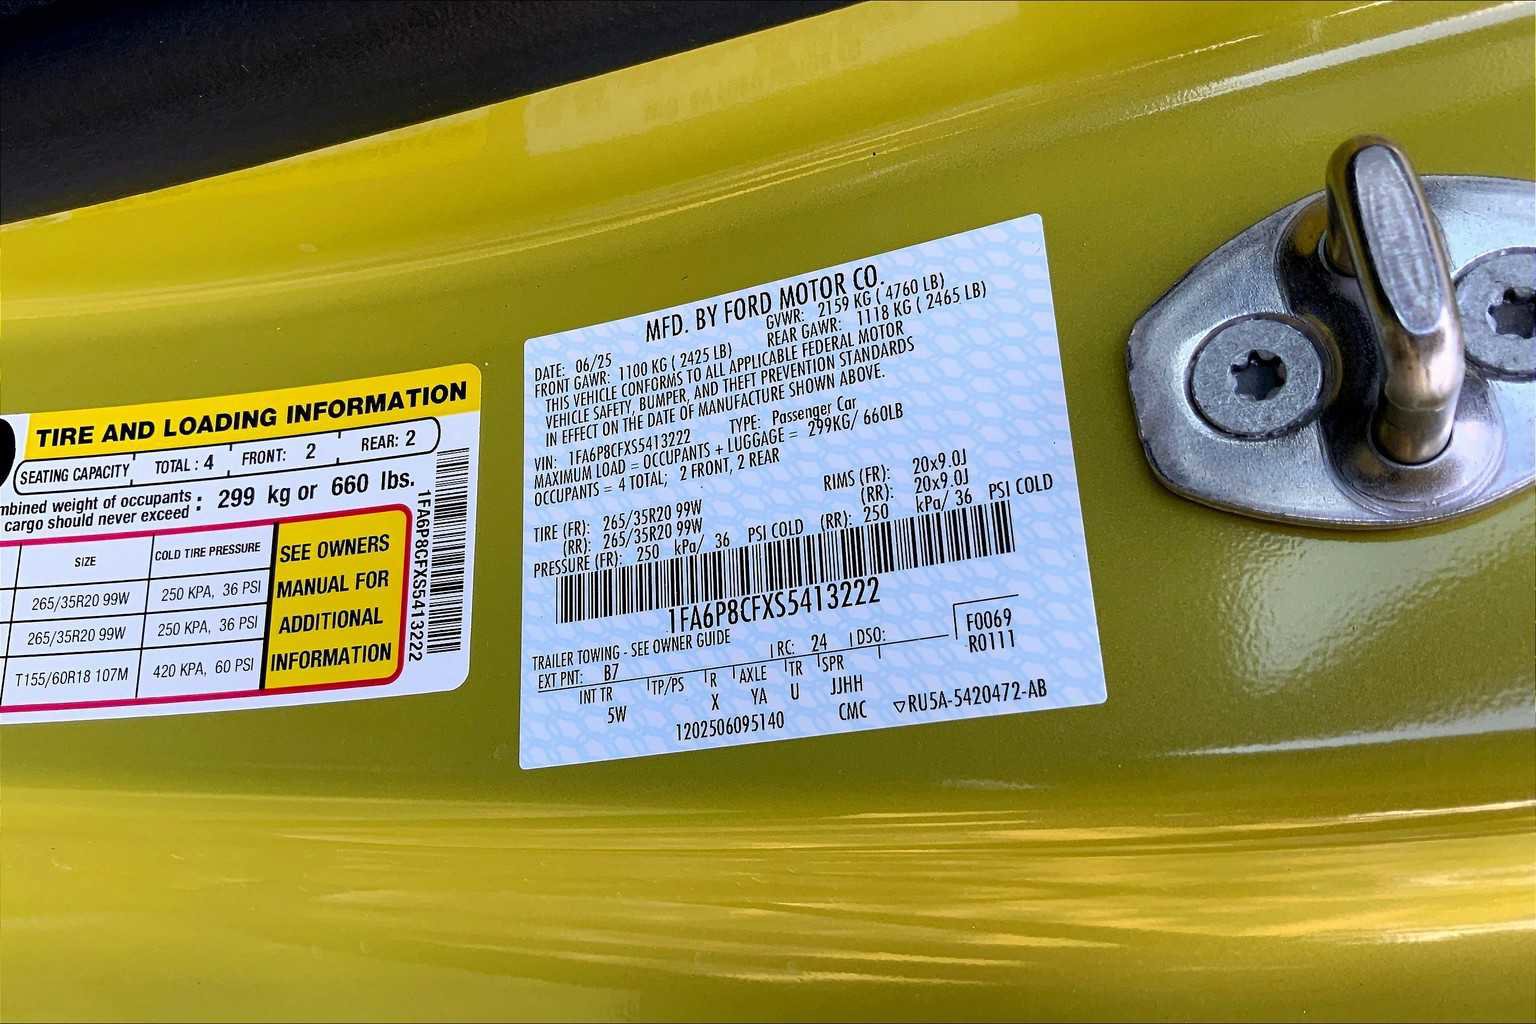 TIRE AND LOADING INFORMATION
SEATING CAPACITY TOTAL : 4 FRONT: 2 REAR: 2
weight of occupants : 299 kg or 660 lbs.
cargo should never exceed
SIZE COLD TIRE PRESSURE
265/35R20 99W 250 KPA, 36 PSI
265/35R20 99W 250 KPA, 36 PSI
T155/60R18 107M 420 KPA, 60 PSI
SEE OWNERS
MANUAL FOR
ADDITIONAL
INFORMATION
1FA6P8CFXS5413222
MFD. BY FORD MOTOR CO.
DATE: 06/25 GVWR: 2159 KG ( 4760 LB)
FRONT GAWR: 1100 KG ( 2425 LB) REAR GAWR: 1118 KG ( 2465 LB)
THIS VEHICLE CONFORMS TO ALL APPLICABLE FEDERAL MOTOR
VEHICLE SAFETY, BUMPER, AND THEFT PREVENTION STANDARDS
IN EFFECT ON THE DATE OF MANUFACTURE SHOWN ABOVE.
VIN: 1FA6P8CFXS5413222 TYPE: Passenger Car
MAXIMUM LOAD = OCCUPANTS + LUGGAGE = 299KG/ 660LB
OCCUPANTS = 4 TOTAL; 2 FRONT, 2 REAR
TIRE (FR): 265/35R20 99W RIMS (FR): 20x9.0J
(RR): 265/35R20 99W (RR): 20x9.0J
PRESSURE (FR): 250 kPa/ 36 PSI COLD (RR): 250 kPa/ 36 PSI COLD
1FA6P8CFXS5413222
TRAILER TOWING - SEE OWNER GUIDE F0069
EXT PNT: B7 RC: 24 DSO: R0111
INT TR TP/PS R AXLE TR SPR
5W X YA U JJHH
1202506095140 CMC ▽RU5A-5420472-AB